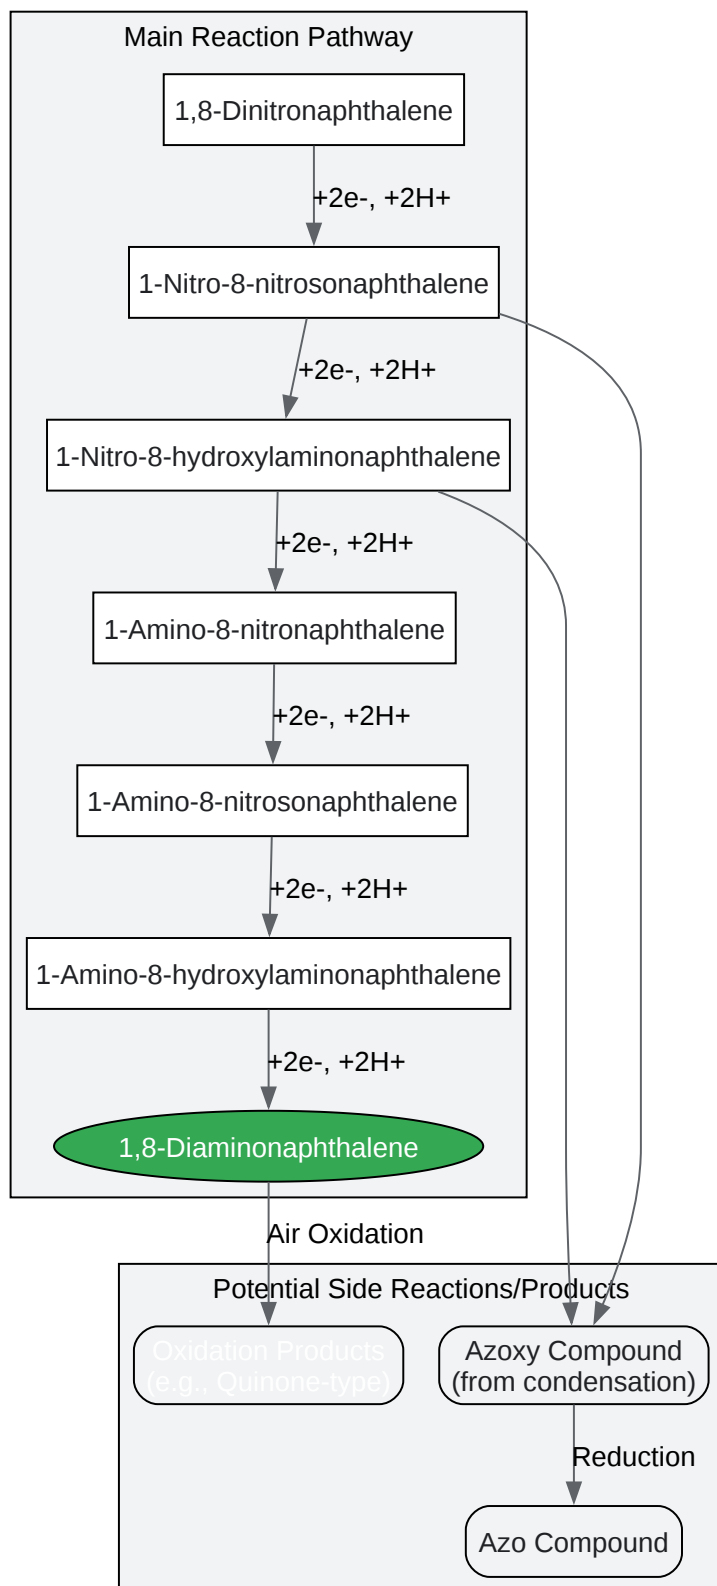 Main Reaction Pathway
1,8-Dinitronaphthalene
+2e-, +2H+
1-Nitro-8-nitrosonaphthalene
+2e-, +2H+
1-Nitro-8-hydroxylaminonaphthalene
+2e-, +2H+
1-Amino-8-nitronaphthalene
+2e-, +2H+
1-Amino-8-nitrosonaphthalene
+2e-, +2H+
1-Amino-8-hydroxylaminonaphthalene
+2e-, +2H+
1,8-Diaminonaphthalene
Air Oxidation
Potential Side Reactions/Products
Oxidation Products
(e.g., Quinone-type)
Azoxy Compound
(from condensation)
Reduction
Azo Compound